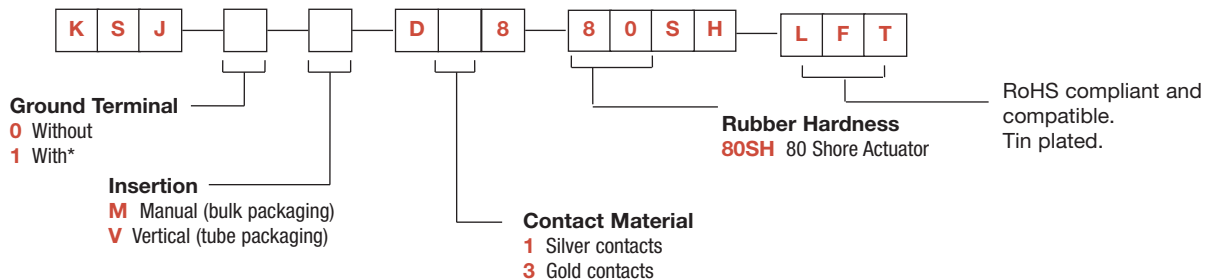 K S J D 8 8 0 S H L F T
Ground Terminal
0 Without
1 With*
Insertion
M Manual (bulk packaging)
V Vertical (tube packaging)
Contact Material
1 Silver contacts
3 Gold contacts
Rubber Hardness
80SH 80 Shore Actuator
RoHS compliant and
compatible.
Tin plated.